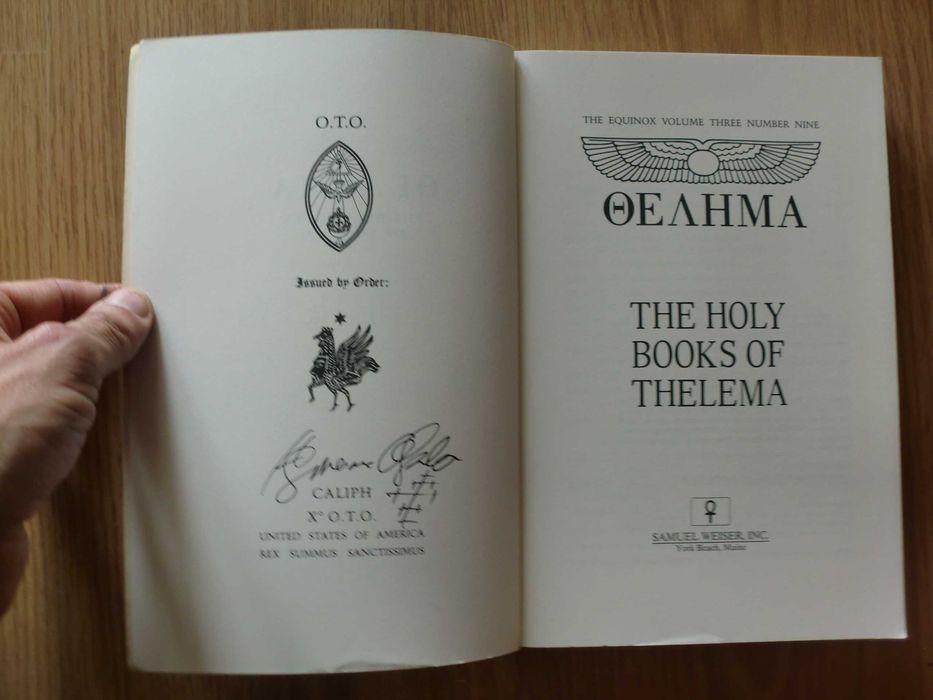 O.T.O.
Issued by Order:
CALIPH
X° O.T.O.
UNITED STATES OF AMERICA
REX SUMMUS SANCTISSIMUS
THE EQUINOX VOLUME THREE NUMBER NINE
ΘΕΛΗΜΑ
THE HOLY
BOOKS OF
THELEMA
SAMUEL WEISER, INC.
York Beach, Maine